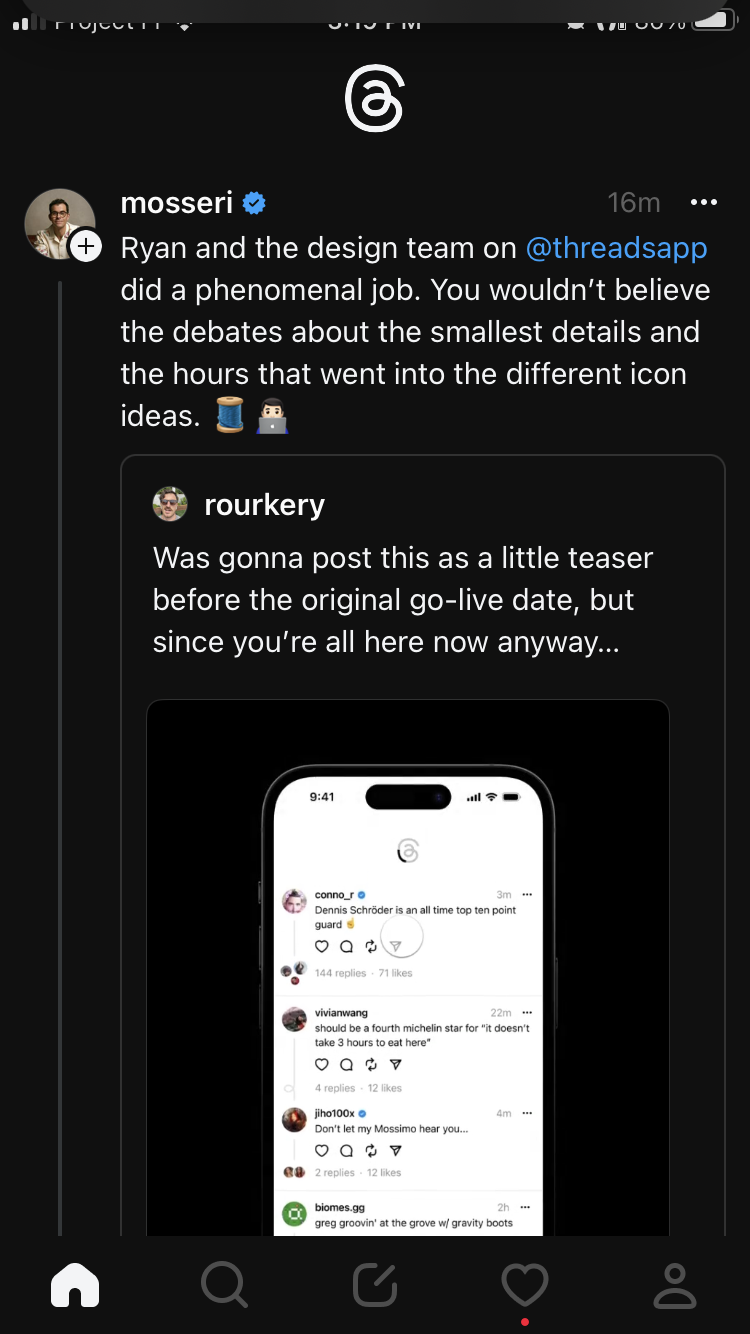 mosseri
16m
Ryan and the design team on @threadsapp
did a phenomenal job. You wouldn’t believe
the debates about the smallest details and
the hours that went into the different icon
ideas. 🧵 👨🏻‍💻
rourkery
Was gonna post this as a little teaser
before the original go-live date, but
since you’re all here now anyway...
9:41
conno_r
3m
Dennis Schröder is an all time top ten point
guard ☝️
144 replies · 71 likes
vivianwang
22m
should be a fourth michelin star for “it doesn’t
take 3 hours to eat here”
4 replies · 12 likes
jiho100x
4m
Don’t let my Mossimo hear you...
2 replies · 12 likes
biomes.gg
2h
greg groovin' at the grove w/ gravity boots